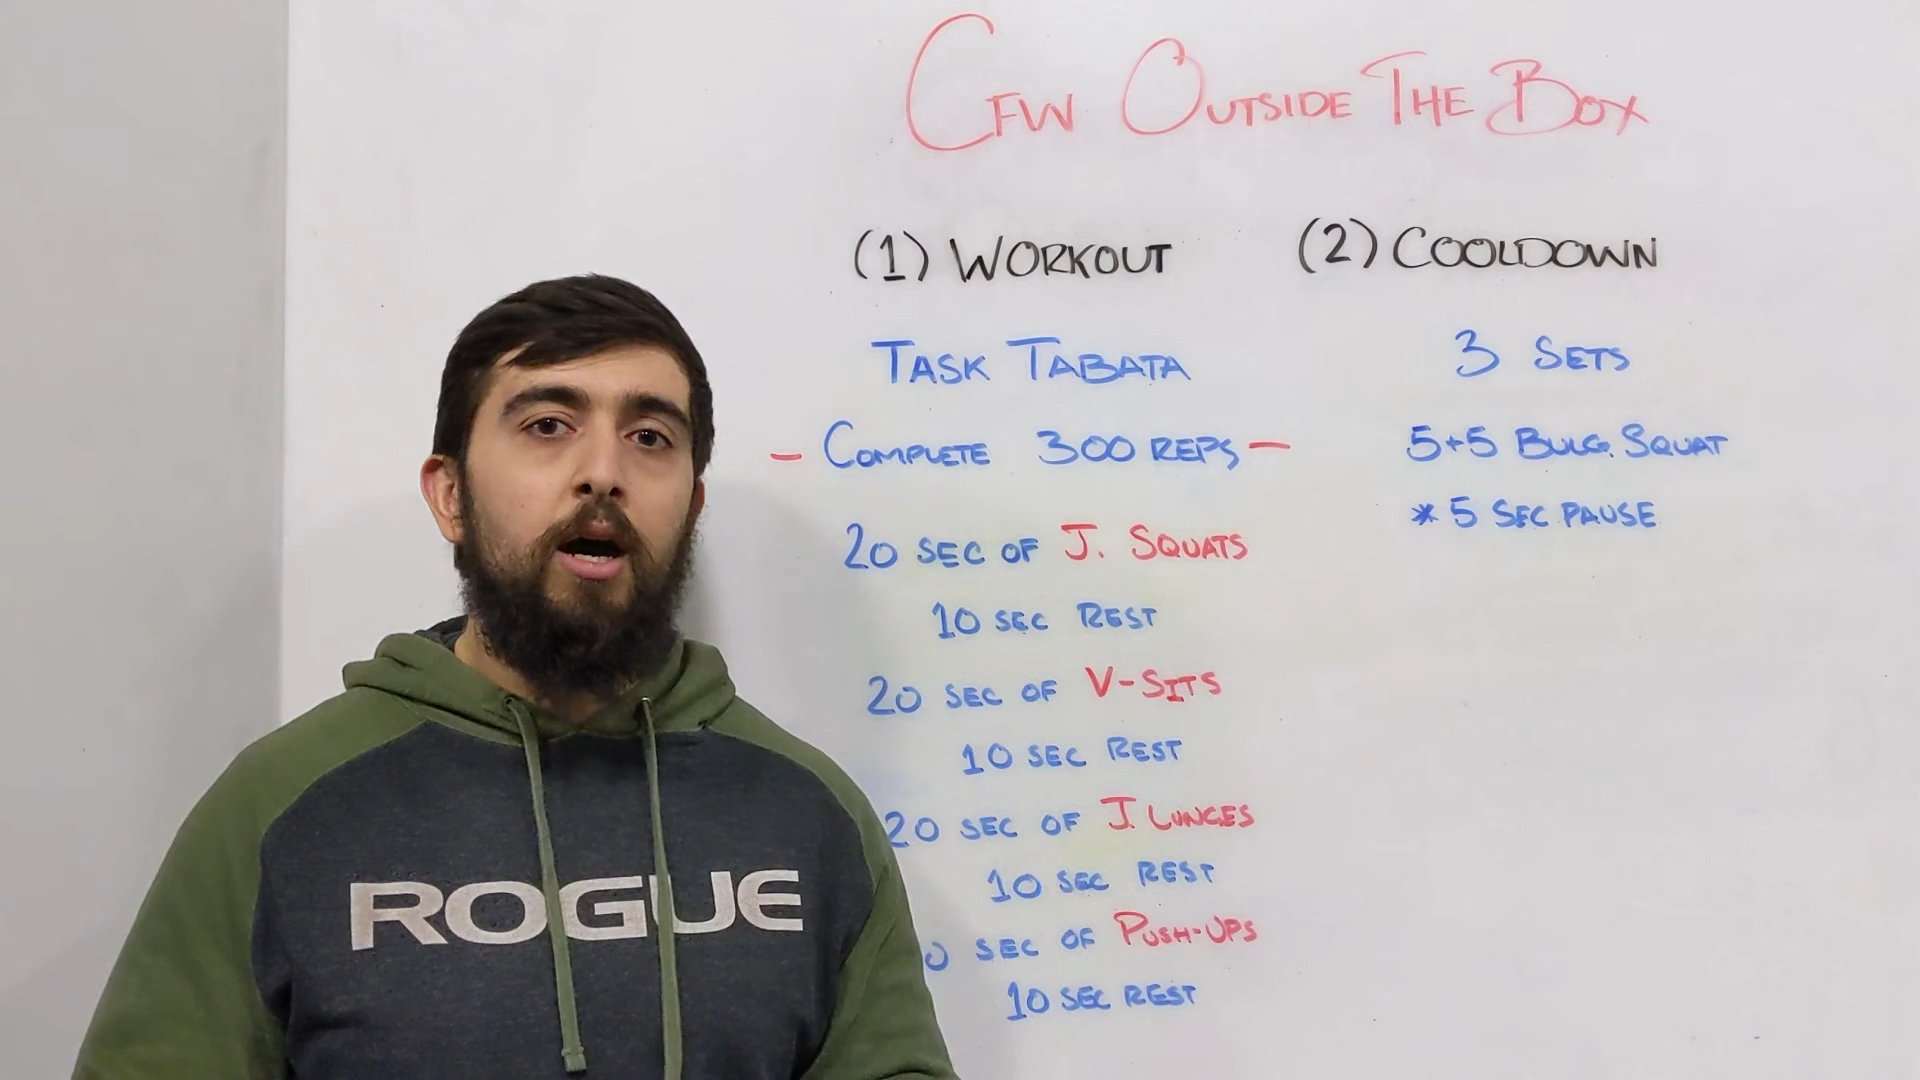 CFW OUTSIDE THE BOX
(1) WORKOUT
TASK TABATA
- COMPLETE 300 REPS -
20 SEC OF J. SQUATS
10 SEC REST
20 SEC OF V-SITS
10 SEC REST
20 SEC OF J. LUNGES
10 SEC REST
0 SEC OF PUSH-UPS
10 SEC REST
(2) COOLDOWN
3 SETS
5+5 BULG. SQUAT
* 5 SEC PAUSE
ROGUE